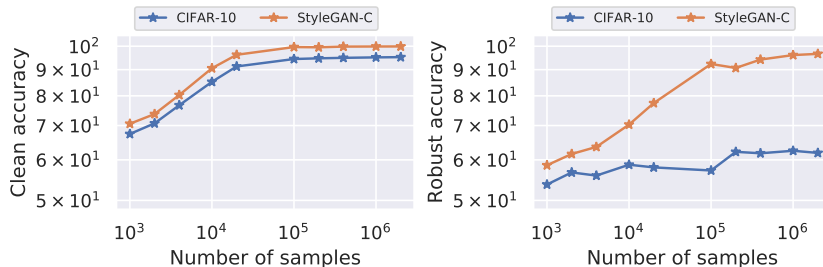 CIFAR-10 StyleGAN-C
Clean accuracy
10²
9 × 10¹
8 × 10¹
7 × 10¹
6 × 10¹
5 × 10¹
10³ 10⁴ 10⁵ 10⁶
Number of samples
CIFAR-10 StyleGAN-C
Robust accuracy
10²
9 × 10¹
8 × 10¹
7 × 10¹
6 × 10¹
5 × 10¹
10³ 10⁴ 10⁵ 10⁶
Number of samples